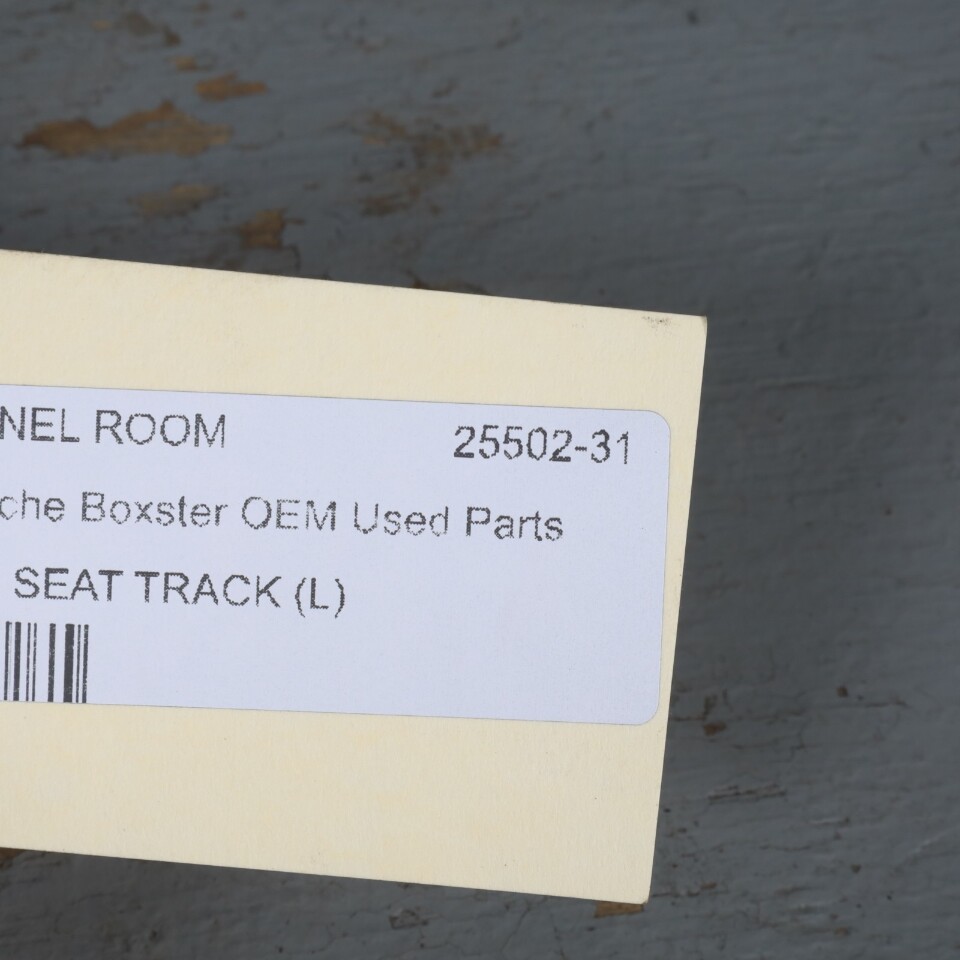 NEL ROOM 25502-31
che Boxster OEM Used Parts
SEAT TRACK (L)